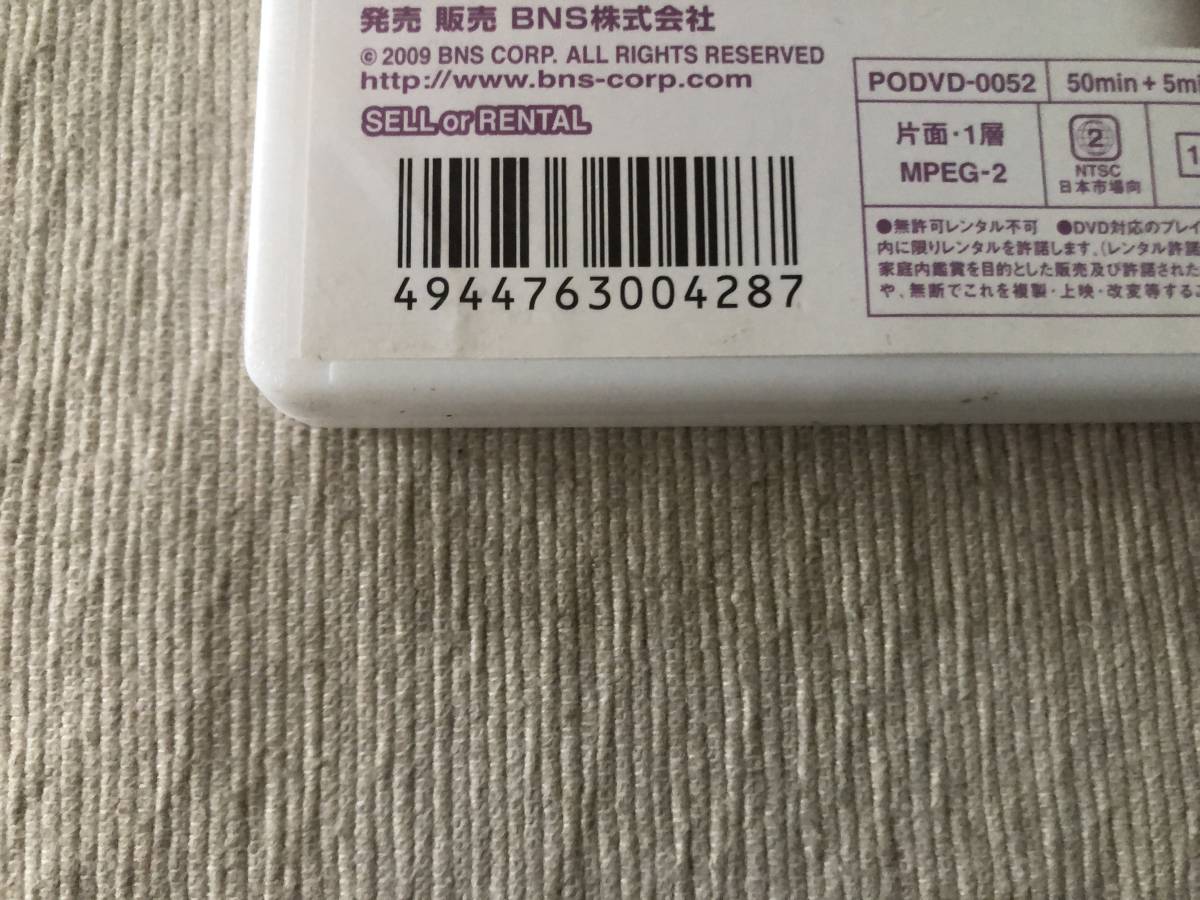 発売 販売 BNS株式会社
© 2009 BNS CORP. ALL RIGHTS RESERVED
http://www.bns-corp.com
SELL or RENTAL
4944763004287
PODVD-0052
50min + 5mi
片面・1層
MPEG-2
2
NTSC
日本市場向
1
●無許可レンタル不可 ●DVD対応のプレイ
内に限りレンタルを許諾します。(レンタル許諾
家庭内鑑賞を目的とした販売及び許諾された
や、無断でこれを複製・上映・改変等するこ